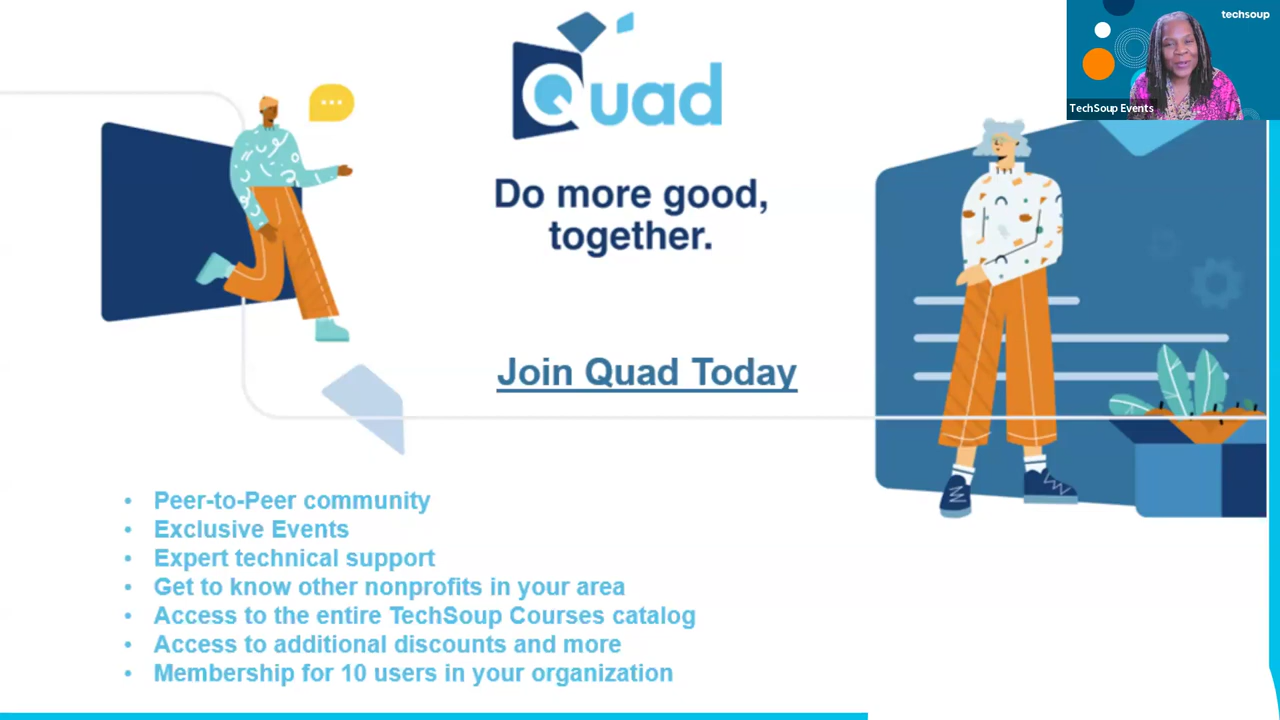 Quad
techsoup
TechSoup Events
Do more good,
together.
Join Quad Today
• Peer-to-Peer community
• Exclusive Events
• Expert technical support
• Get to know other nonprofits in your area
• Access to the entire TechSoup Courses catalog
• Access to additional discounts and more
• Membership for 10 users in your organization